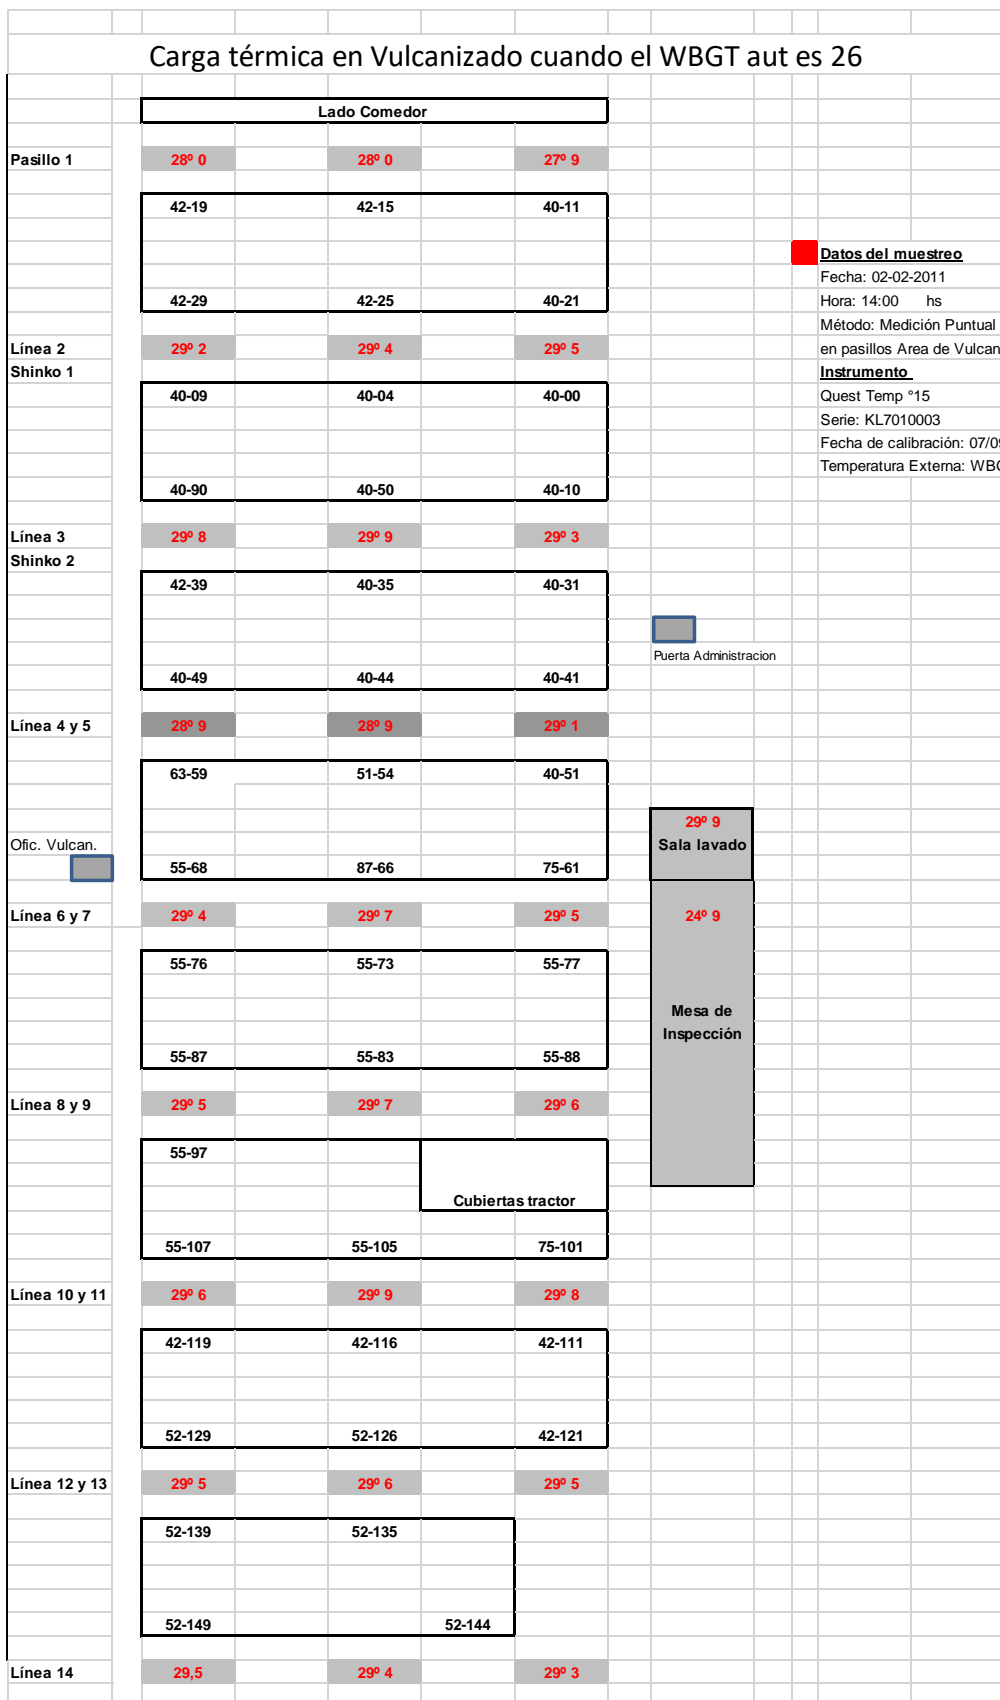 Carga térmica en Vulcanizado cuando el WBGT aut es 26
Lado Comedor
Pasillo 1 28º 0 28º 0 27º 9
42-19 42-15 40-11
Datos del muestreo
Fecha: 02-02-2011
42-29 42-25 40-21
Hora: 14:00 hs
Método: Medición Puntual
Línea 2 29º 2 29º 4 29º 5
en pasillos Area de Vulcan
Shinko 1
Instrumento
40-09 40-04 40-00
Quest Temp °15
Serie: KL7010003
Fecha de calibración: 07/09
Temperatura Externa: WBG
40-90 40-50 40-10
Línea 3 29º 8 29º 9 29º 3
Shinko 2
42-39 40-35 40-31
Puerta Administracion
40-49 40-44 40-41
Línea 4 y 5 28º 9 28º 9 29º 1
63-59 51-54 40-51
29º 9
Ofic. Vulcan.
Sala lavado
55-68 87-66 75-61
Línea 6 y 7 29º 4 29º 7 29º 5
24º 9
55-76 55-73 55-77
Mesa de
Inspección
55-87 55-83 55-88
Línea 8 y 9 29º 5 29º 7 29º 6
55-97
Cubiertas tractor
55-107 55-105 75-101
Línea 10 y 11 29º 6 29º 9 29º 8
42-119 42-116 42-111
52-129 52-126 42-121
Línea 12 y 13 29º 5 29º 6 29º 5
52-139 52-135
52-149 52-144
Línea 14 29,5 29º 4 29º 3